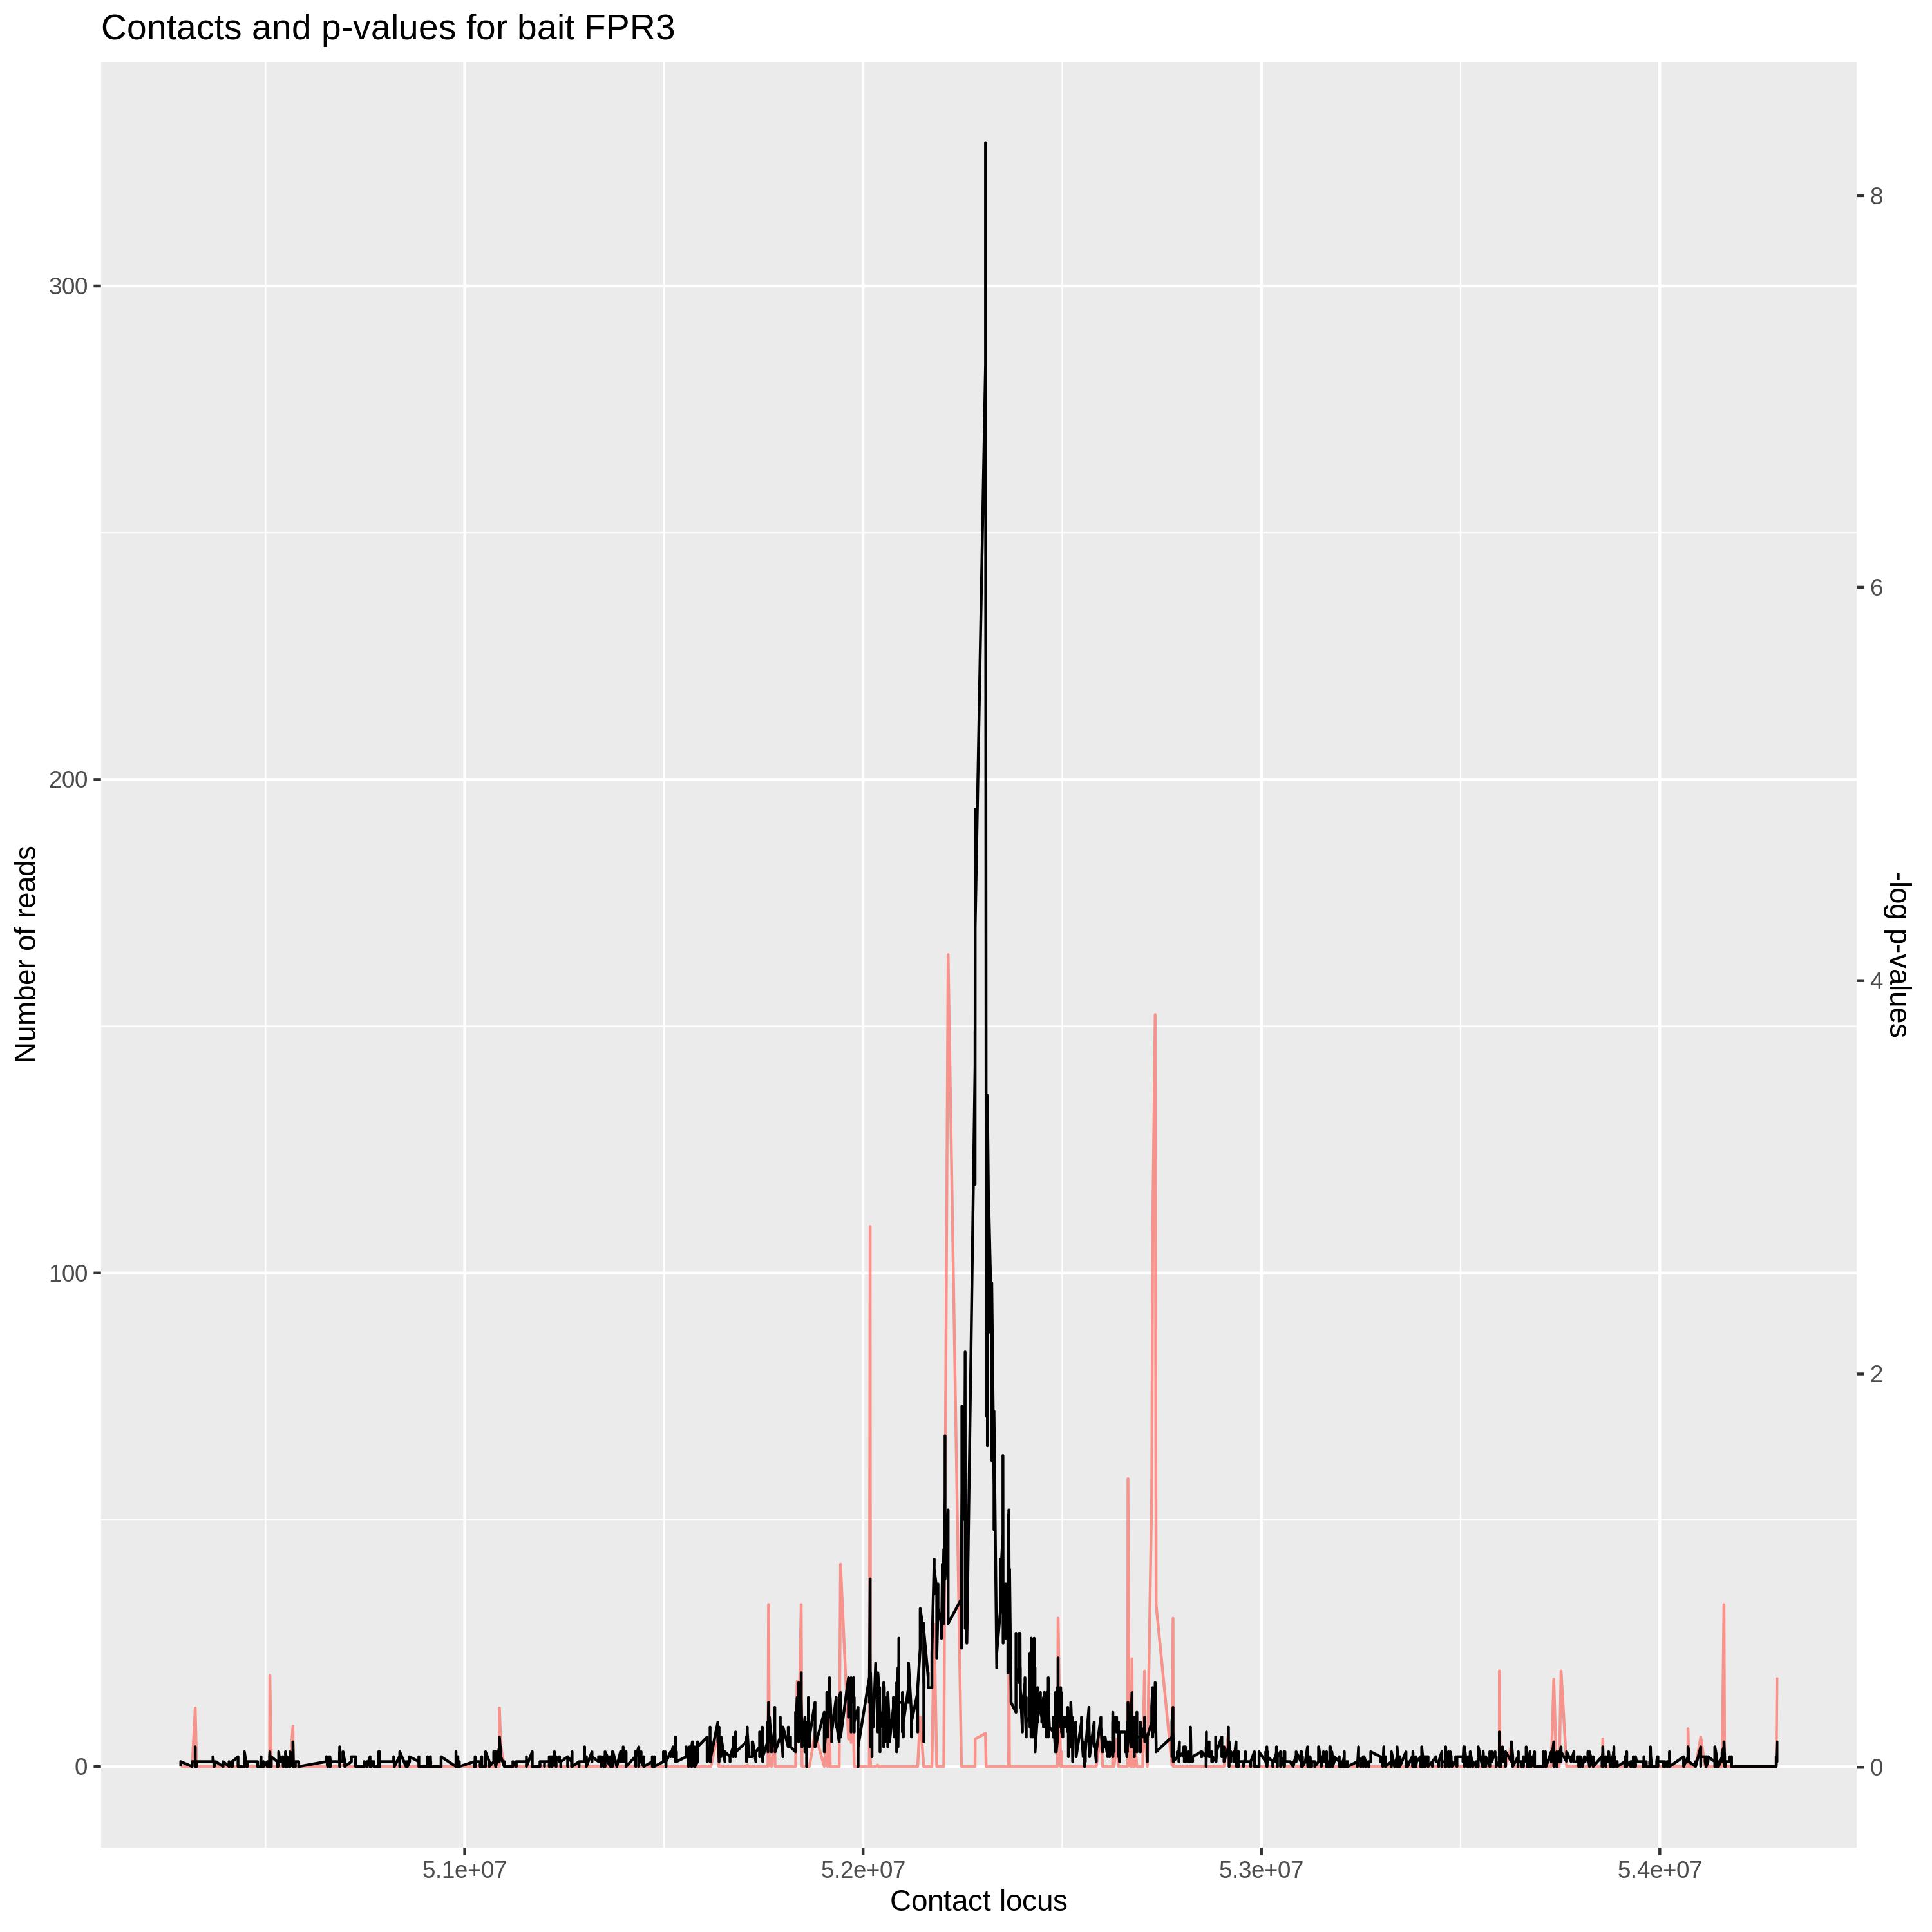 Contacts and p-values for bait FPR3
300
200
100
0
Number of reads
8
6
4
2
0
-log p-values
5.1e+07
5.2e+07
5.3e+07
5.4e+07
Contact locus